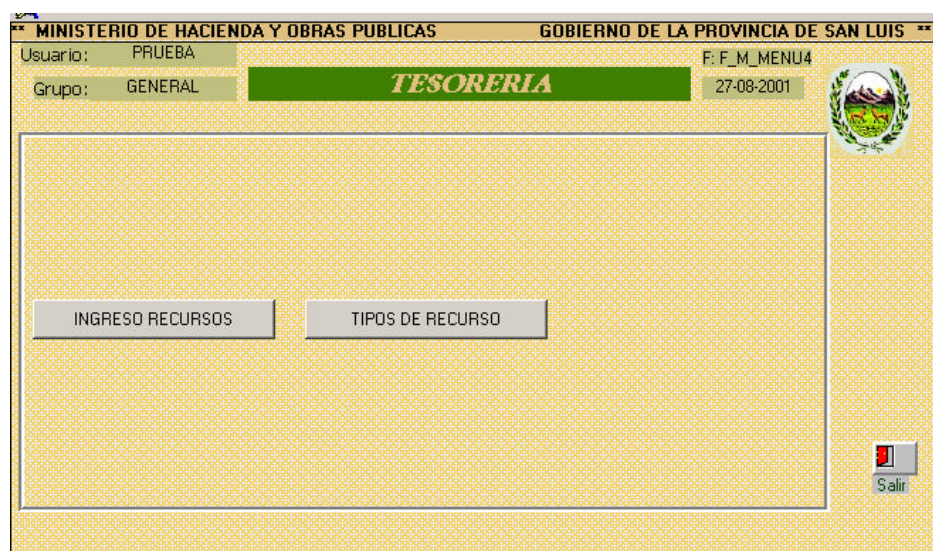 ** MINISTERIO DE HACIENDA Y OBRAS PUBLICAS GOBIERNO DE LA PROVINCIA DE SAN LUIS **
Usuario: PRUEBA F: F_M_MENU4
Grupo: GENERAL TESORERIA 27-08-2001
INGRESO RECURSOS TIPOS DE RECURSO
Salir